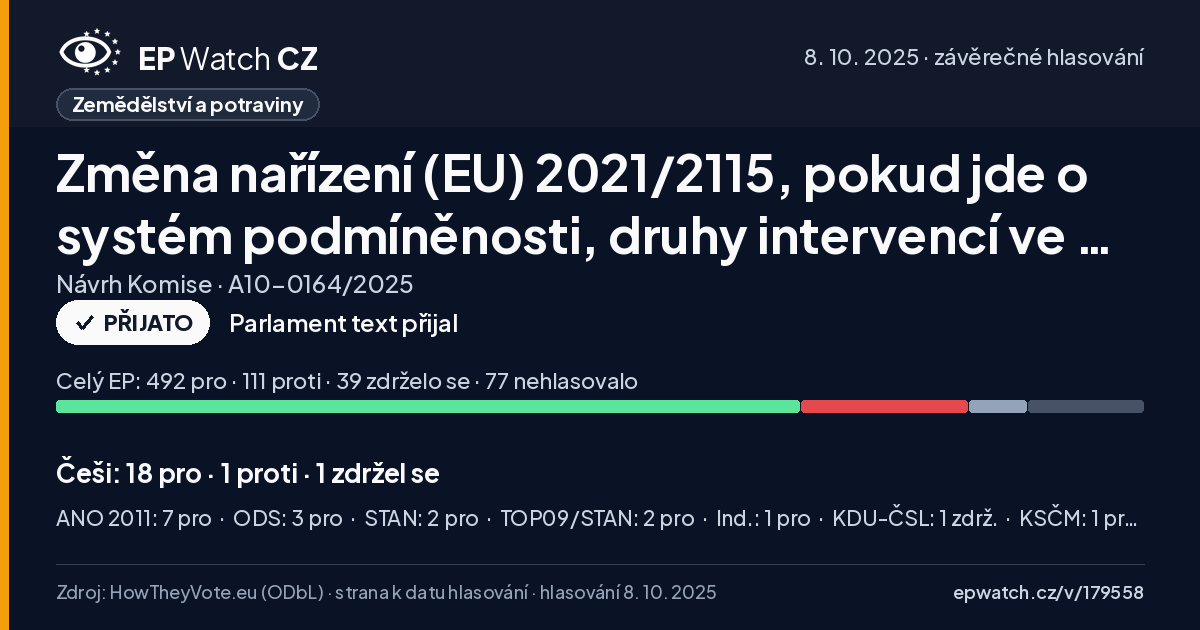 EP Watch CZ
8. 10. 2025 · závěrečné hlasování
Zemědělství a potraviny
Změna nařízení (EU) 2021/2115, pokud jde o
systém podmíněnosti, druhy intervencí ve ...
Návrh Komise · A10-0164/2025
✓ PŘIJATO Parlament text přijal
Celý EP: 492 pro · 111 proti · 39 zdrželo se · 77 nehlasovalo
Češi: 18 pro · 1 proti · 1 zdržel se
ANO 2011: 7 pro · ODS: 3 pro · STAN: 2 pro · TOP09/STAN: 2 pro · Ind.: 1 pro · KDU-ČSL: 1 zdrž. · KSČM: 1 pr...
Zdroj: HowTheyVote.eu (ODbL) · strana k datu hlasování · hlasování 8. 10. 2025
epwatch.cz/v/179558